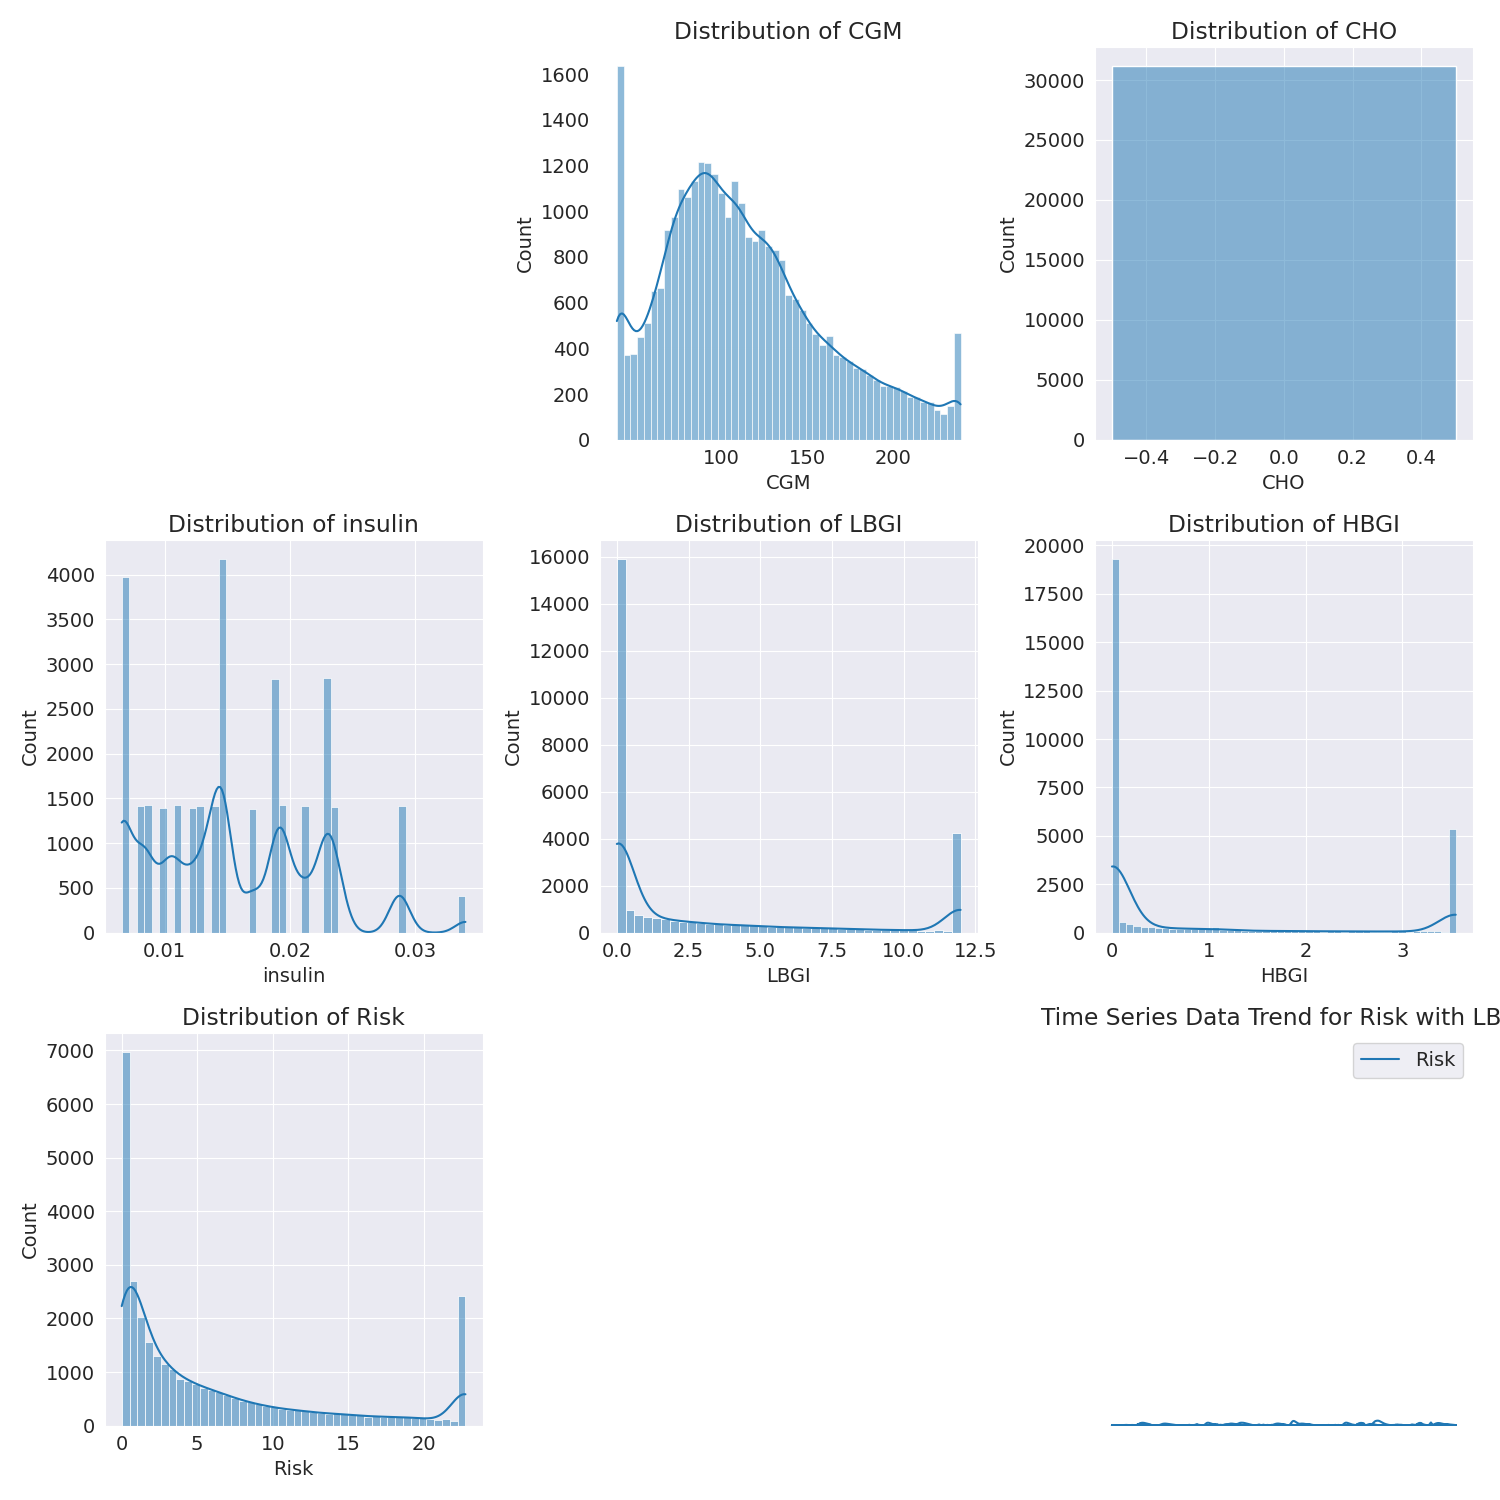 Distribution of CGM
1600
1400
1200
1000
800
600
400
200
0
Count
100 150 200
CGM
Distribution of CHO
30000
25000
20000
15000
10000
5000
0
Count
−0.4 −0.2 0.0 0.2 0.4
CHO
Distribution of insulin
4000
3500
3000
2500
2000
1500
1000
500
0
Count
0.01 0.02 0.03
insulin
Distribution of LBGI
16000
14000
12000
10000
8000
6000
4000
2000
0
Count
0.0 2.5 5.0 7.5 10.0 12.5
LBGI
Distribution of HBGI
20000
17500
15000
12500
10000
7500
5000
2500
0
Count
0 1 2 3
HBGI
Distribution of Risk
7000
6000
5000
4000
3000
2000
1000
0
Count
0 5 10 15 20
Risk
Time Series Data Trend for Risk with LB
Risk